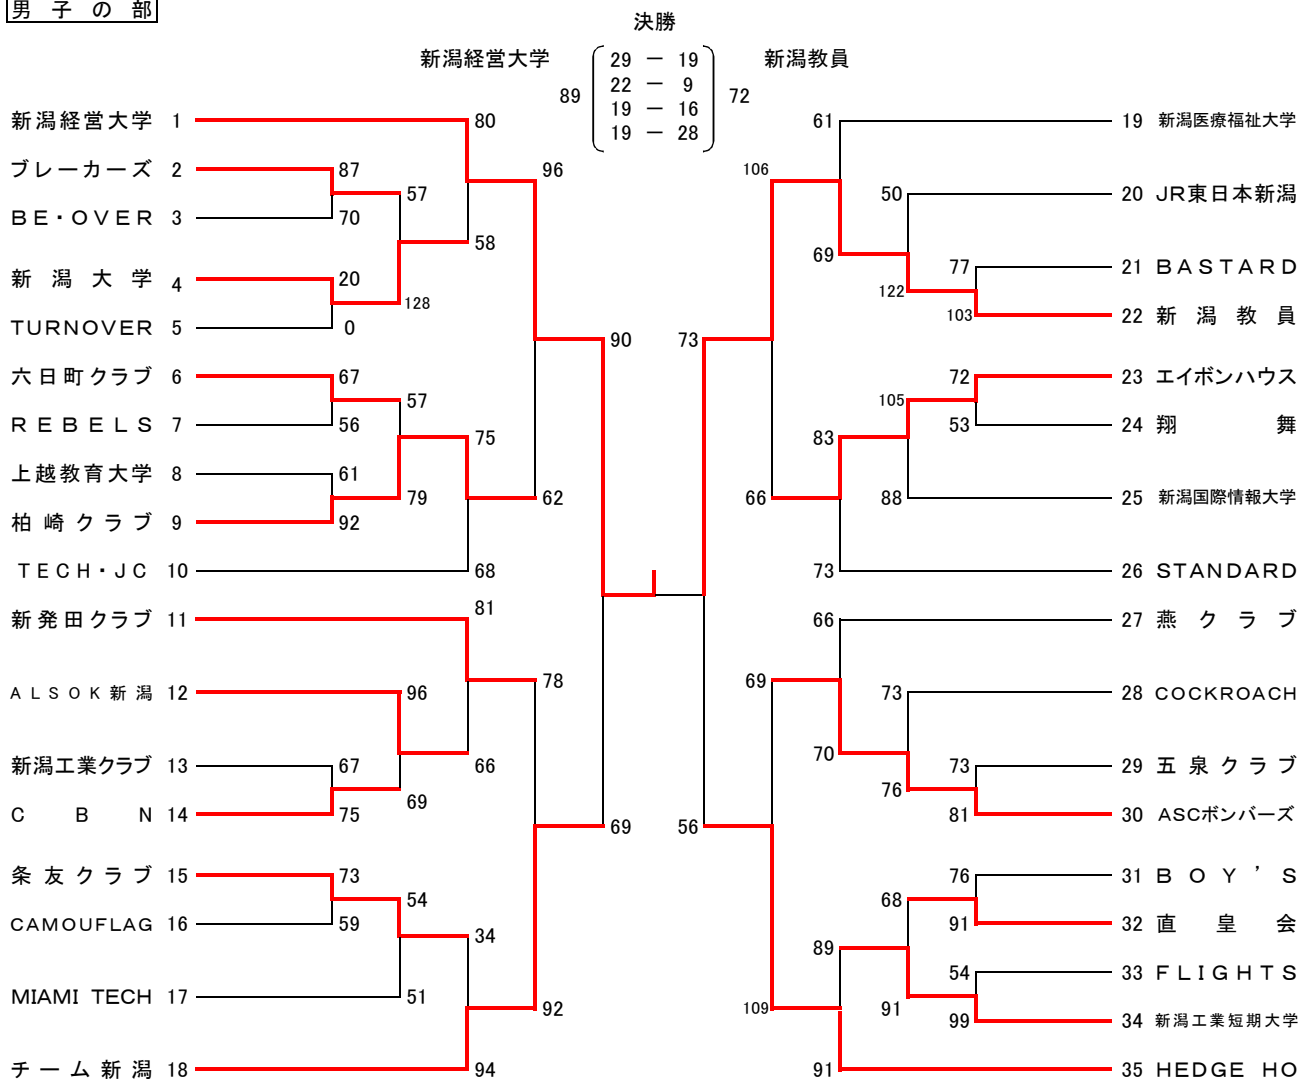 男子の部
決勝
新潟経営大学 89 29 － 19 72 新潟教員
22 － 9
19 － 16
19 － 28
新潟経営大学 1
ブレーカーズ 2
BE・OVER 3
新潟大学 4
TURNOVER 5
六日町クラブ 6
REBELS 7
上越教育大学 8
柏崎クラブ 9
TECH・JC 10
新発田クラブ 11
ALSOK新潟 12
新潟工業クラブ 13
CBN 14
条友クラブ 15
CAMOUFLAG 16
MIAMI TECH 17
チーム新潟 18
87
70
20
0
67
56
61
92
67
75
73
59
57
128
57
79
96
69
54
51
80
58
75
68
81
66
34
94
96
62
78
92
90
69
73
56
106
66
69
109
61
69
83
73
66
70
89
91
50
122
105
88
73
76
68
91
77
103
72
53
73
81
76
91
54
99
19 新潟医療福祉大学
20 JR東日本新潟
21 BASTARD
22 新潟教員
23 エイボンハウス
24 翔舞
25 新潟国際情報大学
26 STANDARD
27 燕クラブ
28 COCKROACH
29 五泉クラブ
30 ASCボンバーズ
31 BOY'S
32 直皇会
33 FLIGHTS
34 新潟工業短期大学
35 HEDGE HO